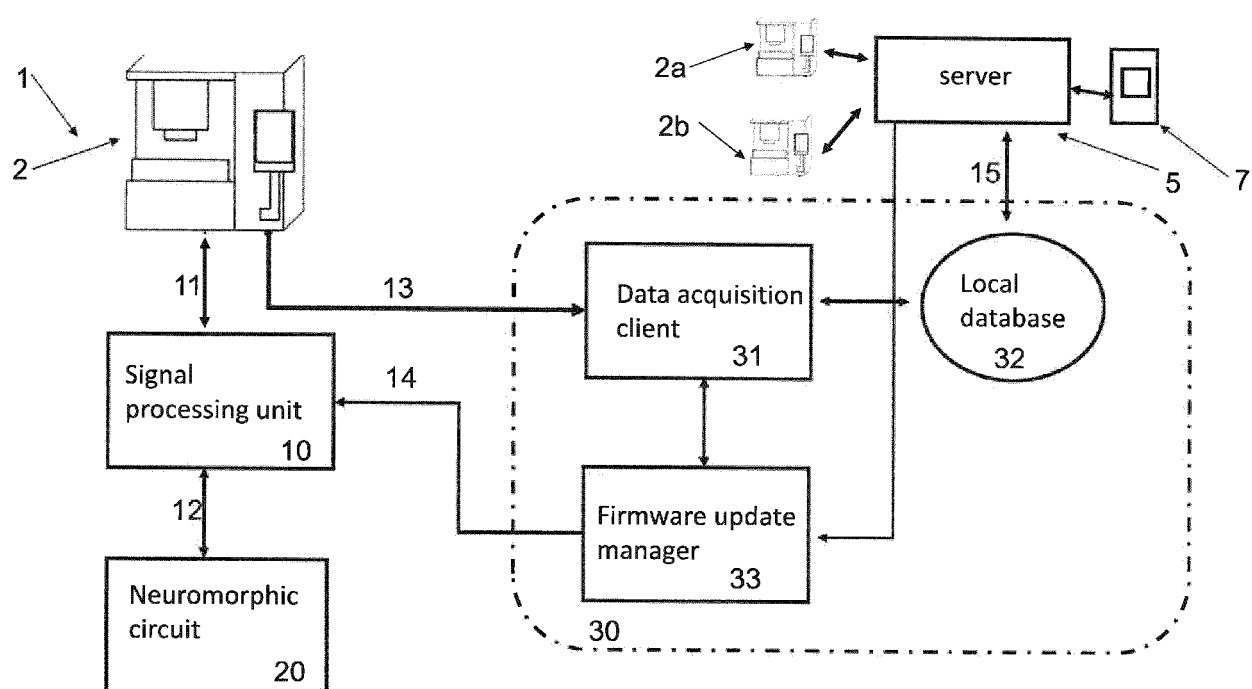 1
2
2a
2b
server
5
7
15
11
13
Data acquisition
client
31
Local
database
32
Signal
processing unit
10
14
12
Firmware update
manager
33
Neuromorphic
circuit
20
30